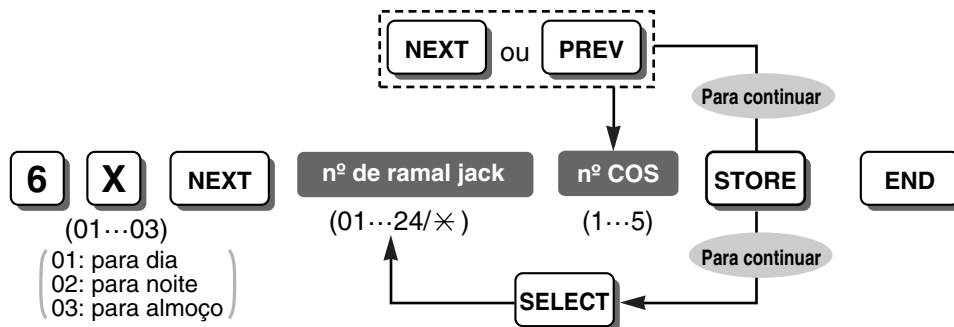 NEXT ou PREV
Para continuar
6 X NEXT nº de ramal jack nº COS STORE END
(01···03) (01···24/✳) (1···5)
01: para dia
02: para noite
03: para almoço
Para continuar
SELECT